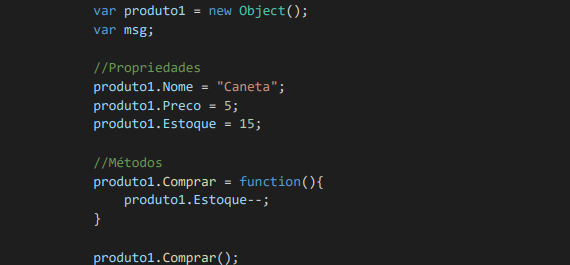 var produto1 = new Object();
var msg;
//Propriedades
produto1.Nome = "Caneta";
produto1.Preco = 5;
produto1.Estoque = 15;
//Métodos
produto1.Comprar = function(){
produto1.Estoque--;
}
produto1.Comprar();